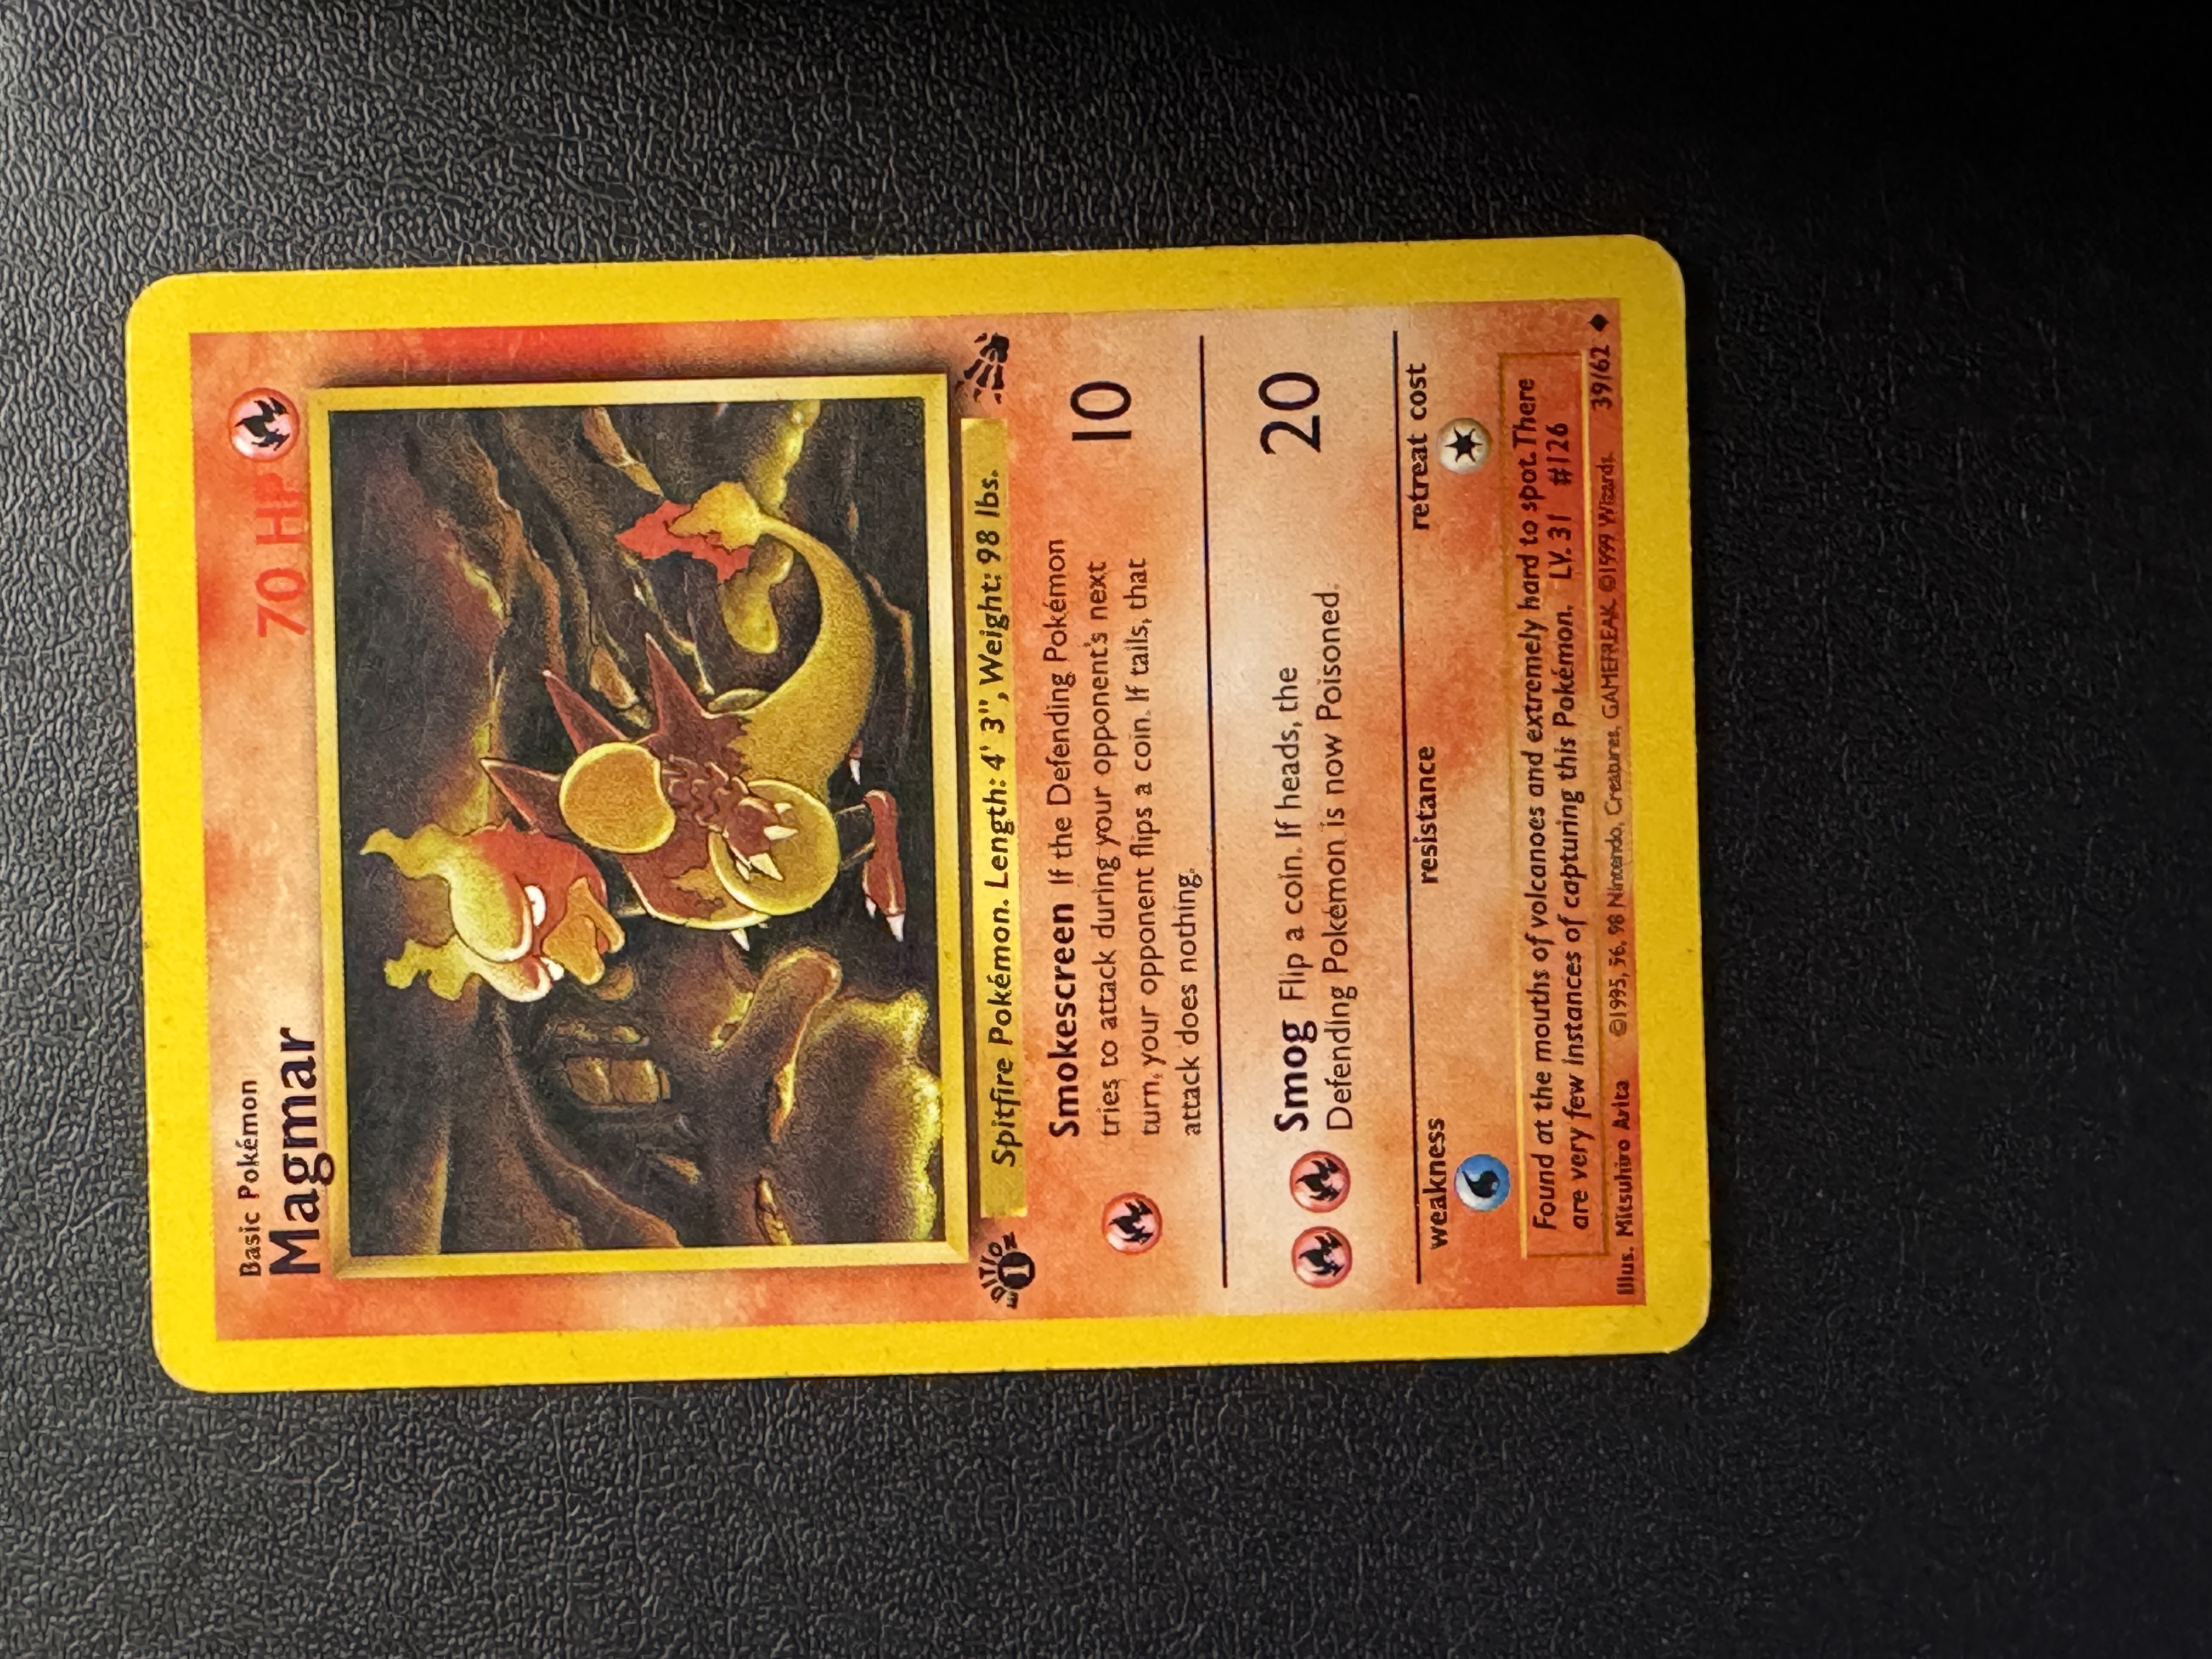 Basic Pokémon
Magmar 70 HP
Spitfire Pokémon. Length: 4' 3", Weight: 98 lbs.
EDITION
1
Smokescreen If the Defending Pokémon
tries to attack during your opponent's next
turn, your opponent flips a coin. If tails, that
attack does nothing.
10
Smog Flip a coin. If heads, the
Defending Pokémon is now Poisoned.
20
weakness resistance retreat cost
Found at the mouths of volcanoes and extremely hard to spot. There
are very few instances of capturing this Pokémon. LV. 31 #126
Illus. Mitsuhiro Arita ©1995, 96, 98 Nintendo, Creatures, GAMEFREAK. ©1999 Wizards. 39/62